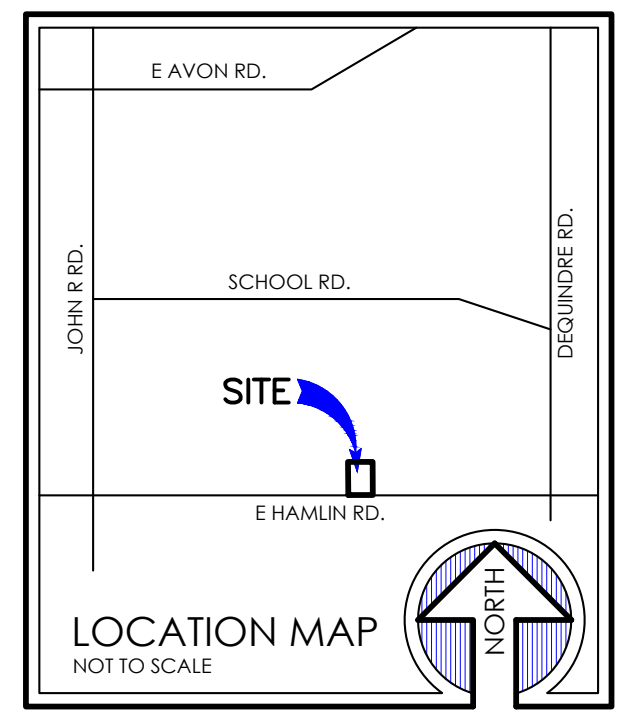 E AVON RD.
JOHN R RD.
DEQUINDRE RD.
SCHOOL RD.
SITE
E HAMLIN RD.
LOCATION MAP
NOT TO SCALE
NORTH